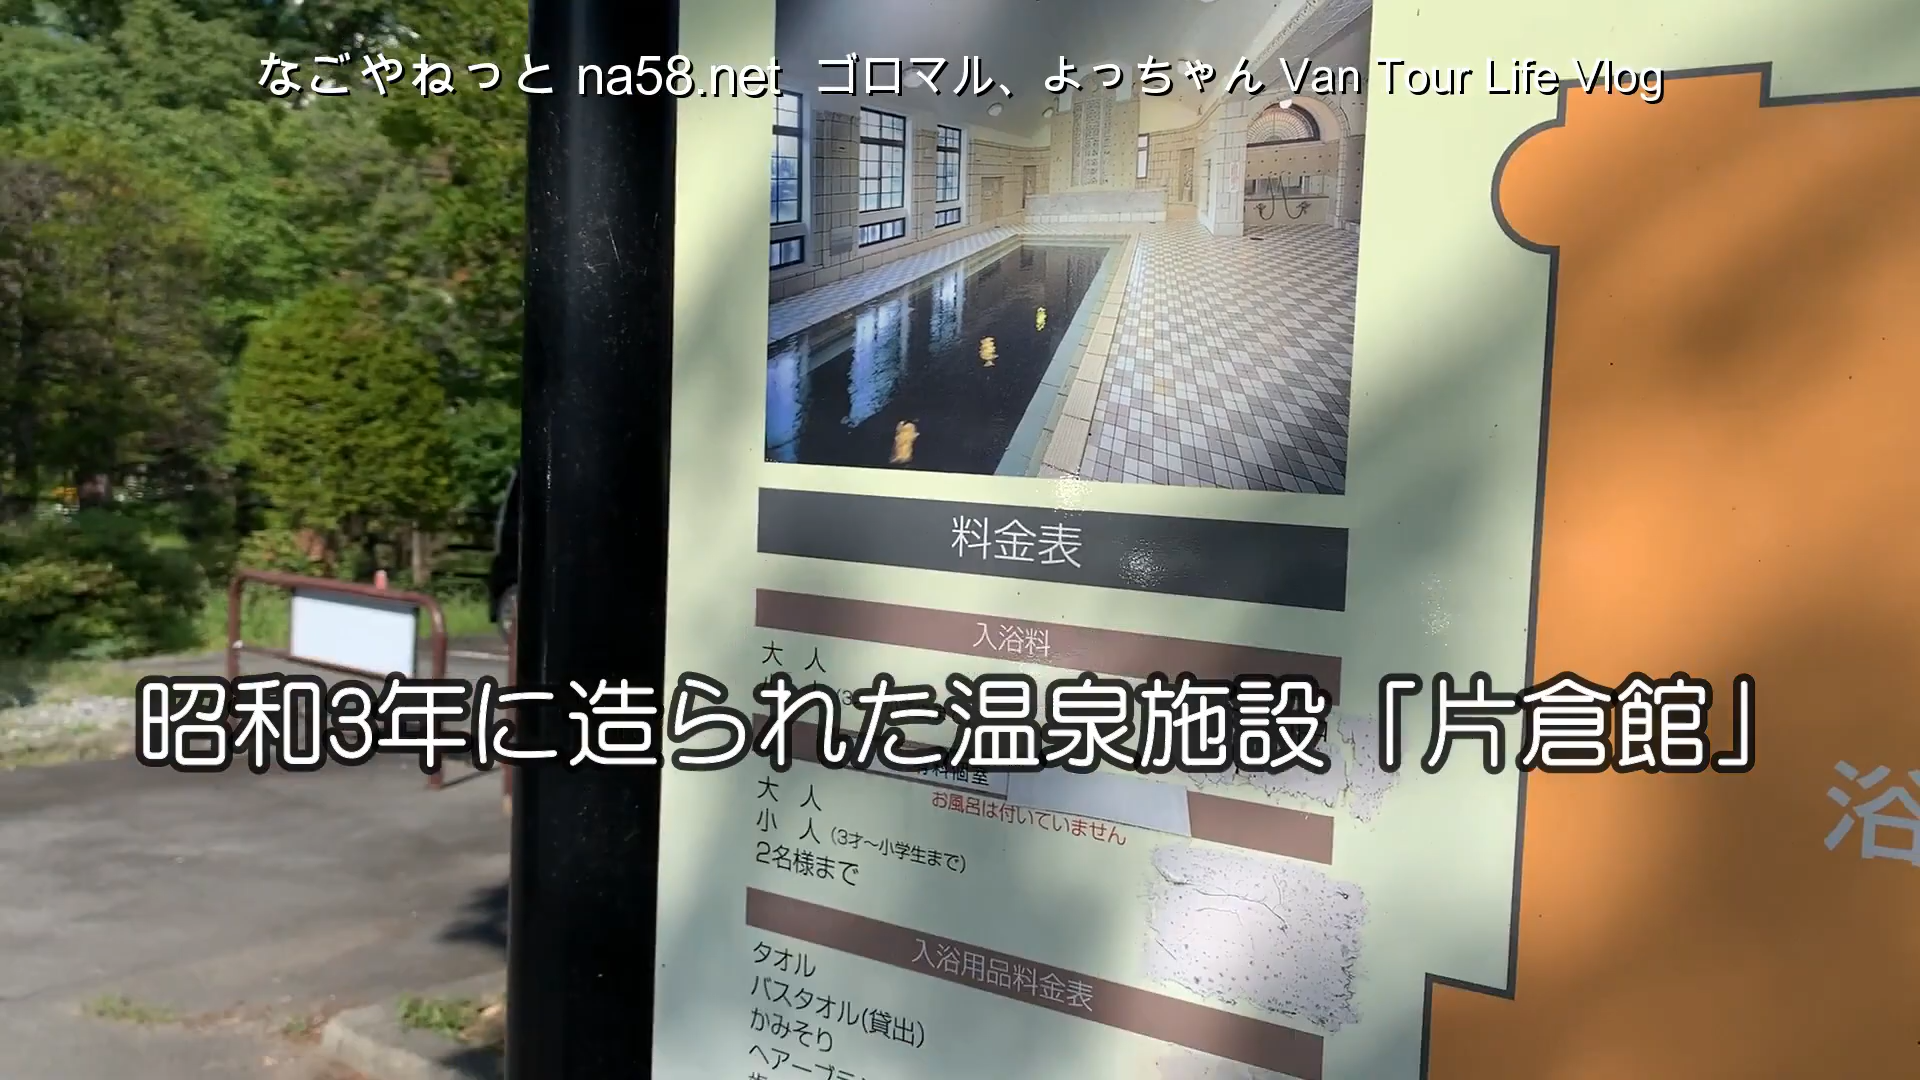 なごやねっと na58.net ゴロマル、よっちゃん Van Tour Life Vlog
料金表
入浴料
大 人
昭和3年に造られた温泉施設「片倉館」
大 人
お風呂は付いていません
小 人(3才〜小学生まで)
2名様まで
浴
入浴用品料金表
タオル
バスタオル(貸出)
かみそり